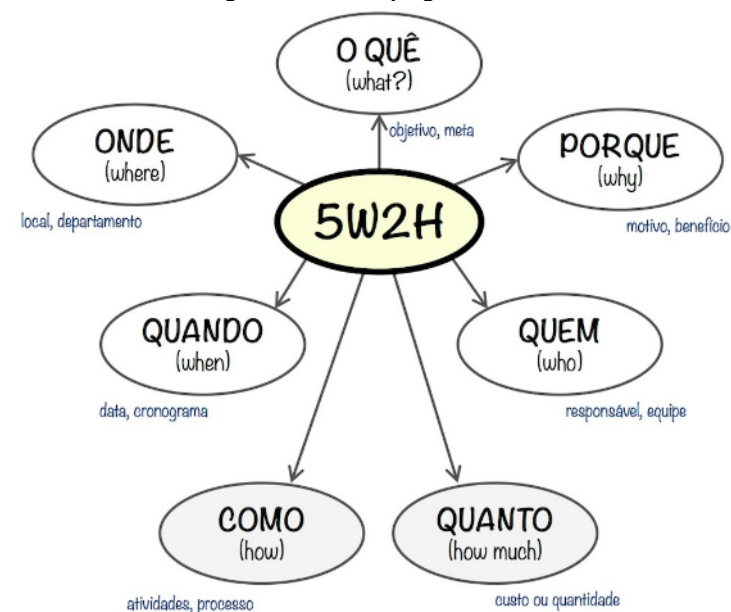 O QUÊ
(what?)
objetivo, meta
ONDE
(where)
local, departamento
PORQUE
(why)
motivo, benefício
5W2H
QUANDO
(when)
data, cronograma
QUEM
(who)
responsável, equipe
COMO
(how)
atividades, processo
QUANTO
(how much)
custo ou quantidade